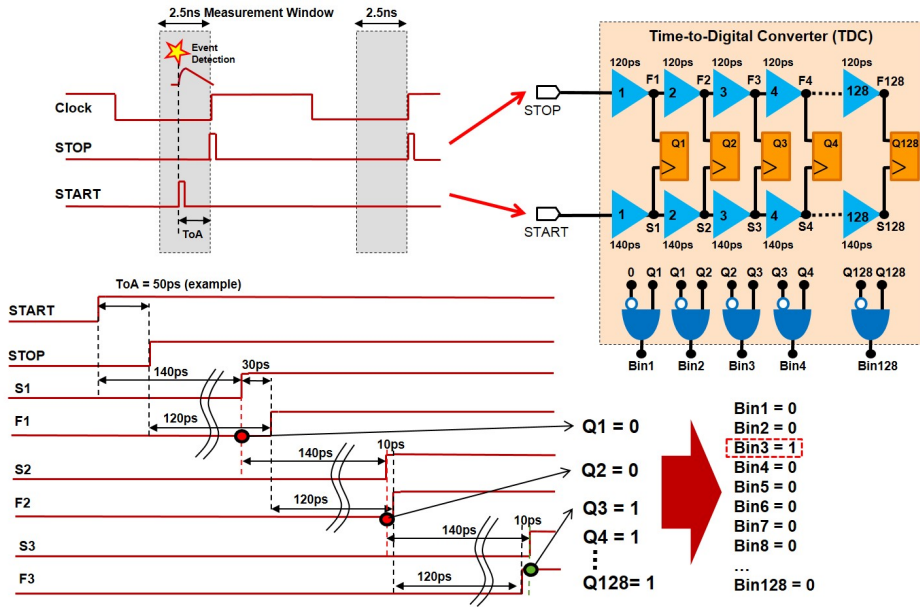 2.5ns Measurement Window
2.5ns
Event
Detection
Clock
STOP
START
ToA
Time-to-Digital Converter (TDC)
120ps 120ps 120ps 120ps 120ps
1 F1 2 F2 3 F3 4 F4 128 F128
STOP
Q1 Q2 Q3 Q4 Q128
START
1 S1 2 S2 3 S3 4 S4 128 S128
140ps 140ps 140ps 140ps 140ps
0 Q1 Q1 Q2 Q2 Q3 Q3 Q4 Q128 Q128
Bin1 Bin2 Bin3 Bin4 Bin128
ToA = 50ps (example)
START
STOP
140ps 30ps
S1
120ps
F1
140ps 10ps
S2
120ps
F2
140ps 10ps
S3
120ps
F3
Q1 = 0
Q2 = 0
Q3 = 1
Q4 = 1
Q128= 1
Bin1 = 0
Bin2 = 0
Bin3 = 1
Bin4 = 0
Bin5 = 0
Bin6 = 0
Bin7 = 0
Bin8 = 0
...
Bin128 = 0